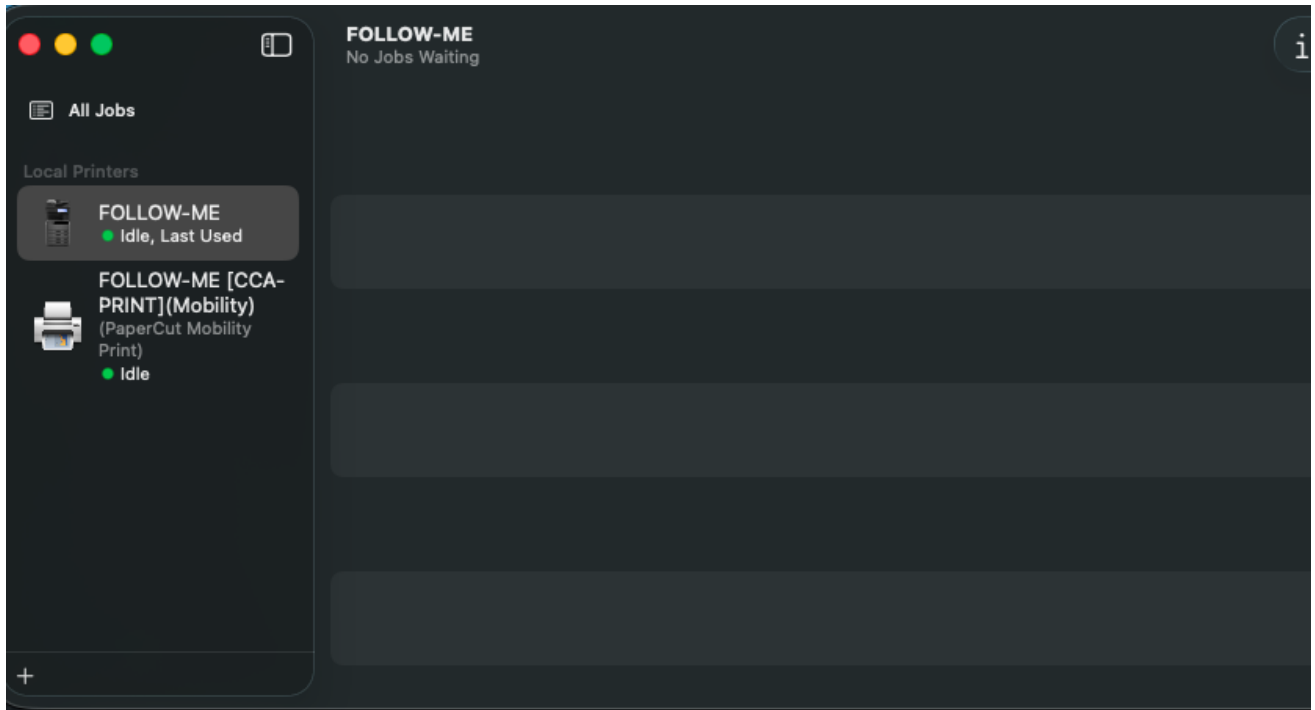 All Jobs
Local Printers
FOLLOW-ME
Idle, Last Used
FOLLOW-ME [CCA-
PRINT](Mobility)
(PaperCut Mobility
Print)
Idle
+
FOLLOW-ME
No Jobs Waiting
i